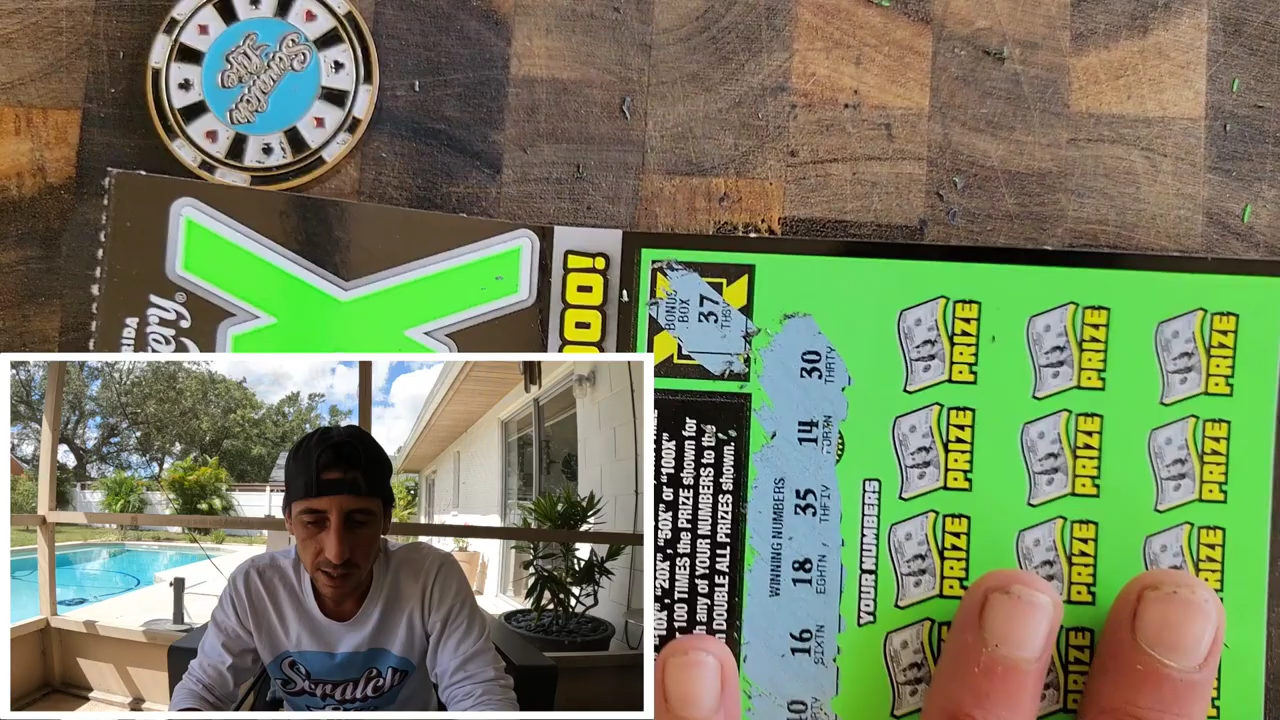 Scratch
Life
!00
BONUS
BOX
37
THSV
30
THRTY
14
FORTN
35
THFIV
18
EGHTN
16
SIXTN
WINNING NUMBERS
YOUR NUMBERS
"10X", "20X", "50X" or "100X"
100 TIMES the PRIZE shown for
any of YOUR NUMBERS to the
DOUBLE ALL PRIZES shown.
PRIZE
PRIZE
PRIZE
PRIZE
PRIZE
PRIZE
PRIZE
PRIZE
PRIZE
PRIZE
Scratch